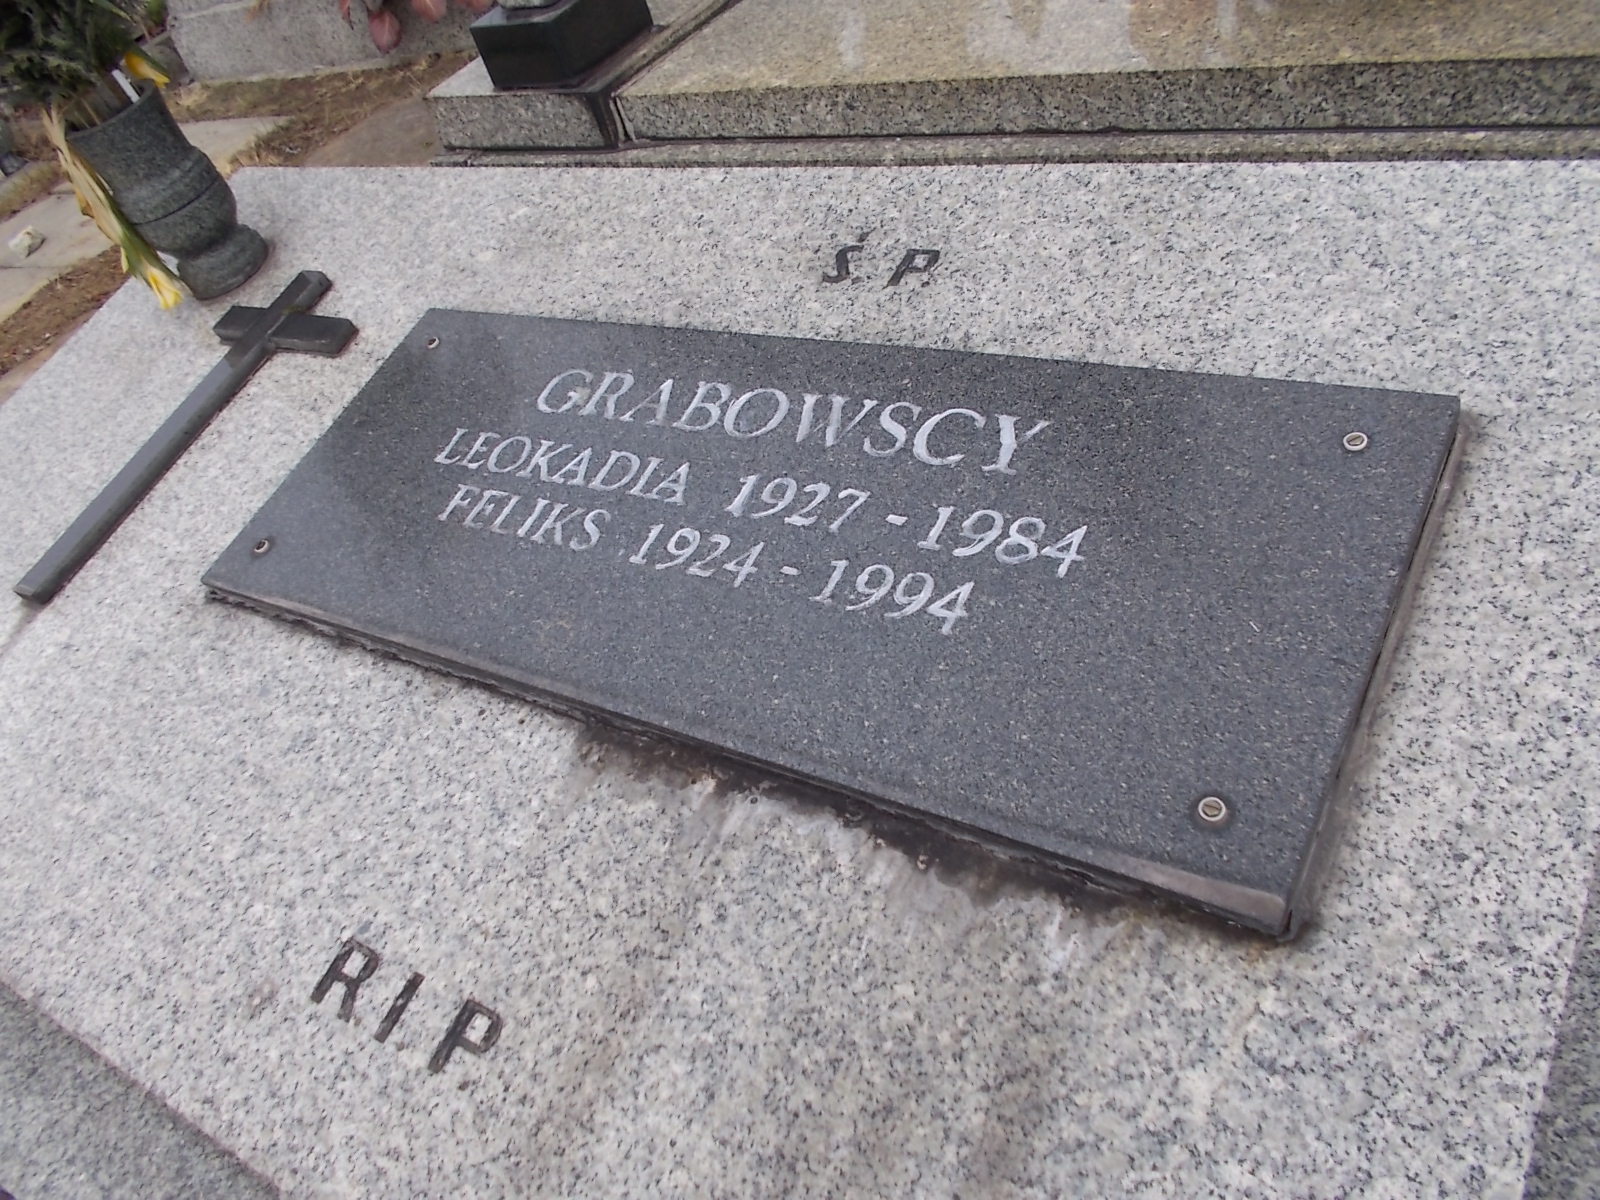 Ś.P.
GRABOWSCY
LEOKADIA 1927 - 1984
FELIKS 1924 - 1994
R.I.P